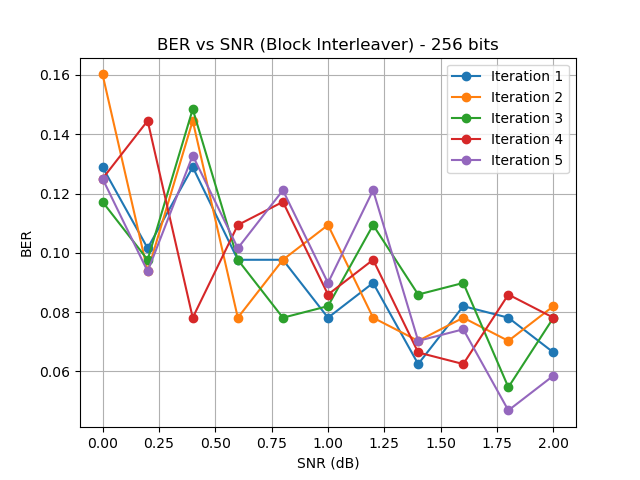 BER vs SNR (Block Interleaver) - 256 bits
Iteration 1
Iteration 2
Iteration 3
Iteration 4
Iteration 5
BER
0.16
0.14
0.12
0.10
0.08
0.06
0.00 0.25 0.50 0.75 1.00 1.25 1.50 1.75 2.00
SNR (dB)